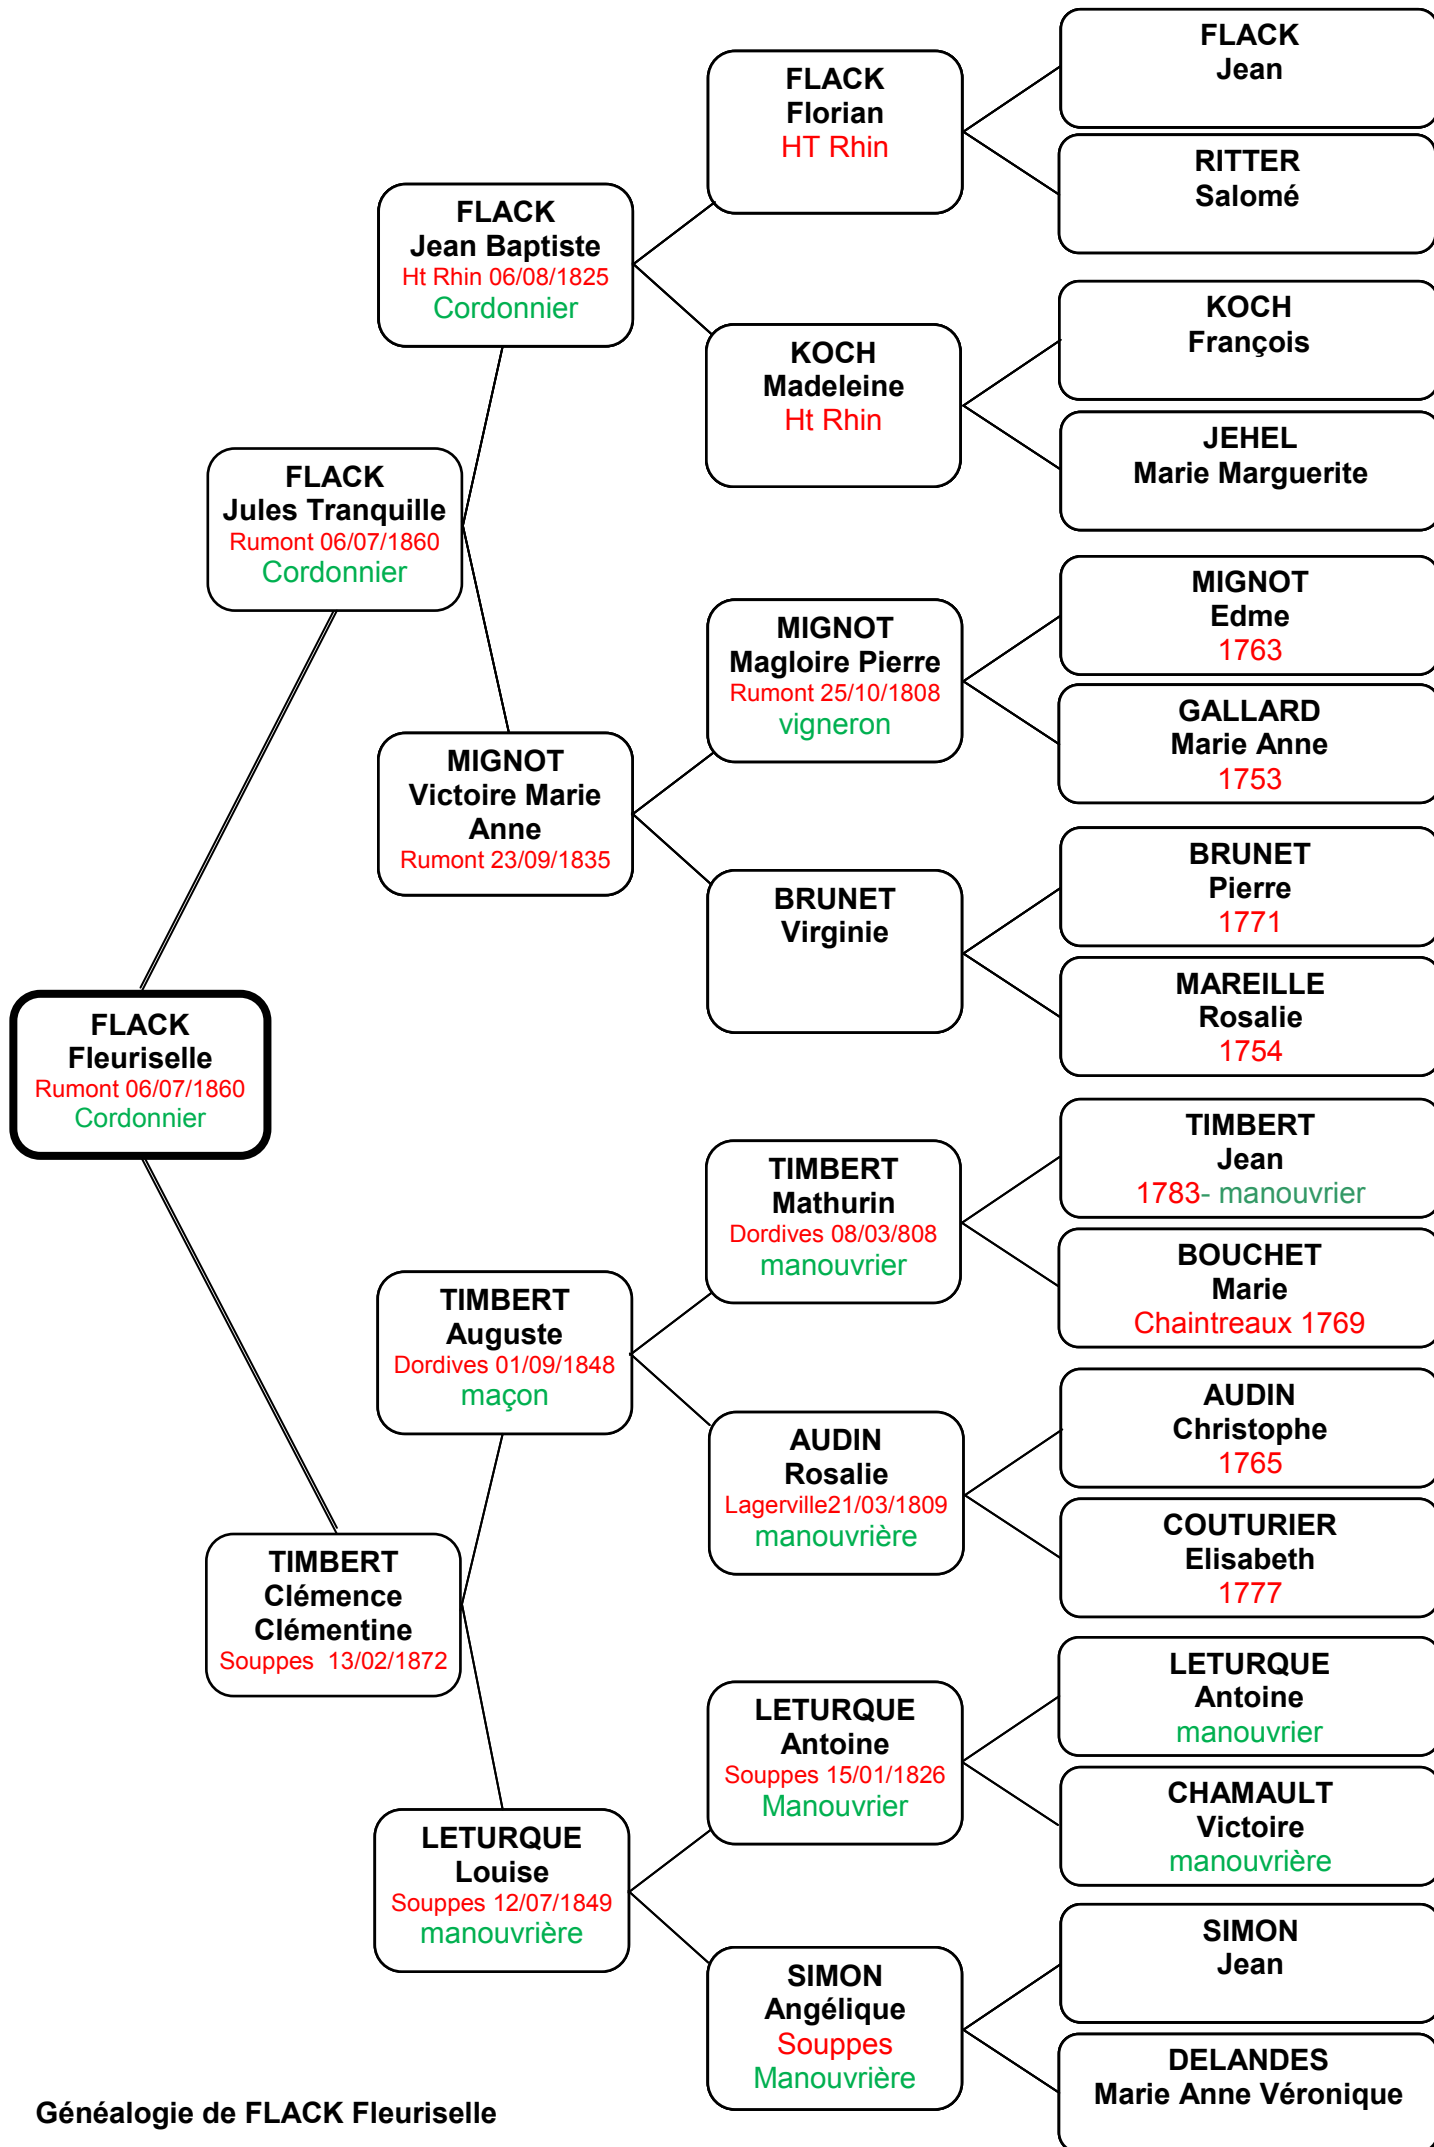 FLACK
Jean
RITTER
Salomé
FLACK
Florian
HT Rhin
FLACK
Jean Baptiste
Ht Rhin 06/08/1825
Cordonnier
KOCH
François
KOCH
Madeleine
Ht Rhin
JEHEL
Marie Marguerite
FLACK
Jules Tranquille
Rumont 06/07/1860
Cordonnier
MIGNOT
Edme
1763
MIGNOT
Magloire Pierre
Rumont 25/10/1808
vigneron
GALLARD
Marie Anne
1753
MIGNOT
Victoire Marie
Anne
Rumont 23/09/1835
BRUNET
Pierre
1771
BRUNET
Virginie
MAREILLE
Rosalie
1754
FLACK
Fleuriselle
Rumont 06/07/1860
Cordonnier
TIMBERT
Jean
1783- manouvrier
TIMBERT
Mathurin
Dordives 08/03/808
manouvrier
BOUCHET
Marie
Chaintreaux 1769
TIMBERT
Auguste
Dordives 01/09/1848
maçon
AUDIN
Christophe
1765
AUDIN
Rosalie
Lagerville21/03/1809
manouvrière
COUTURIER
Elisabeth
1777
TIMBERT
Clémence
Clémentine
Souppes  13/02/1872
LETURQUE
Antoine
manouvrier
LETURQUE
Antoine
Souppes 15/01/1826
Manouvrier
CHAMAULT
Victoire
manouvrière
LETURQUE
Louise
Souppes 12/07/1849
manouvrière
SIMON
Jean
SIMON
Angélique
Souppes
Manouvrière
DELANDES
Marie Anne Véronique
Généalogie de FLACK Fleuriselle